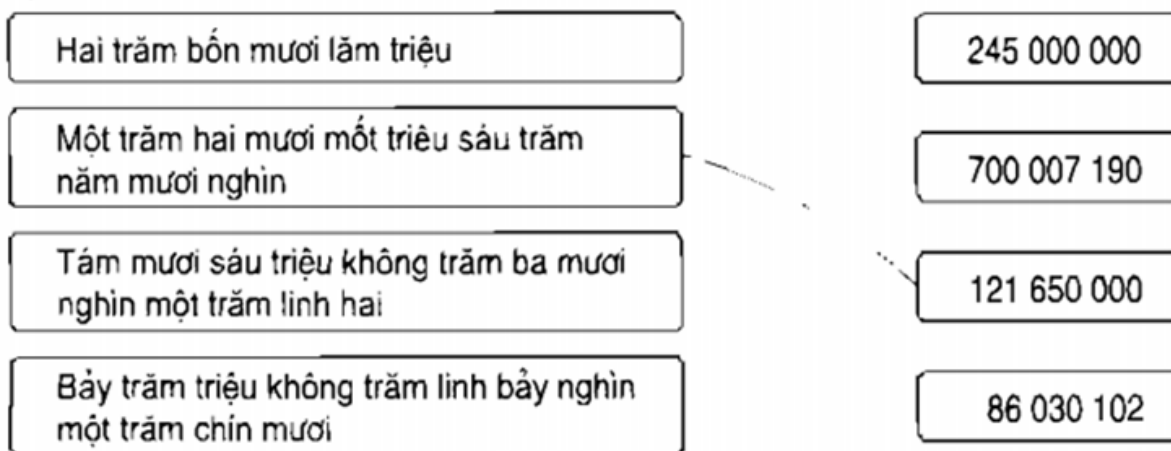 Hai trăm bốn mươi lăm triệu
245 000 000
Một trăm hai mươi mốt triệu sáu trăm
năm mươi nghìn
700 007 190
Tám mươi sáu triệu không trăm ba mươi
nghìn một trăm linh hai
121 650 000
Bảy trăm triệu không trăm linh bảy nghìn
một trăm chín mươi
86 030 102